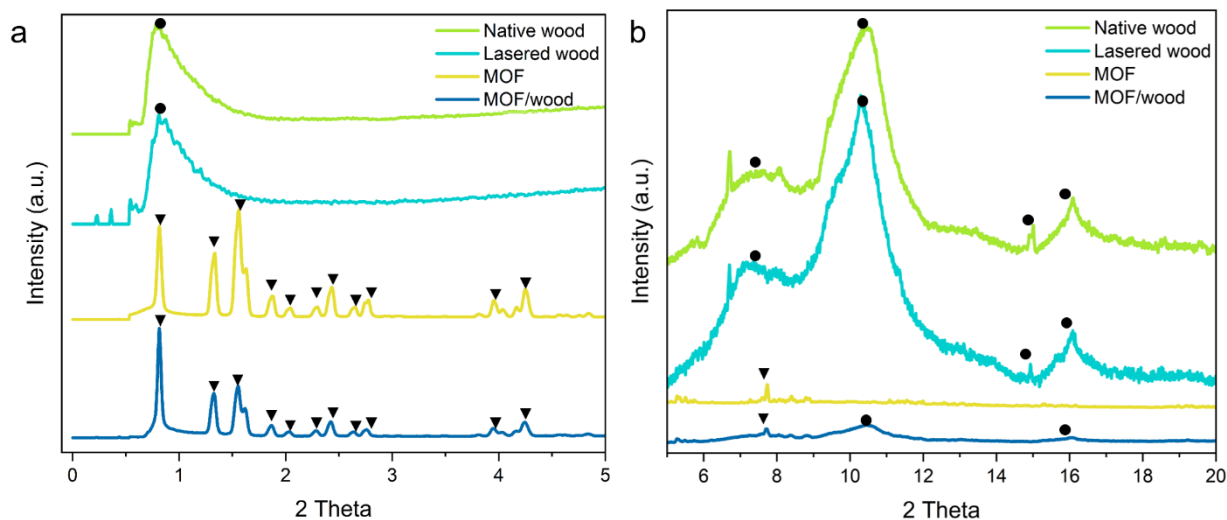 a
Native wood
Lasered wood
MOF
MOF/wood
Intensity (a.u.)
0 1 2 3 4 5
2 Theta
b
Native wood
Lasered wood
MOF
MOF/wood
Intensity (a.u.)
6 8 10 12 14 16 18 20
2 Theta